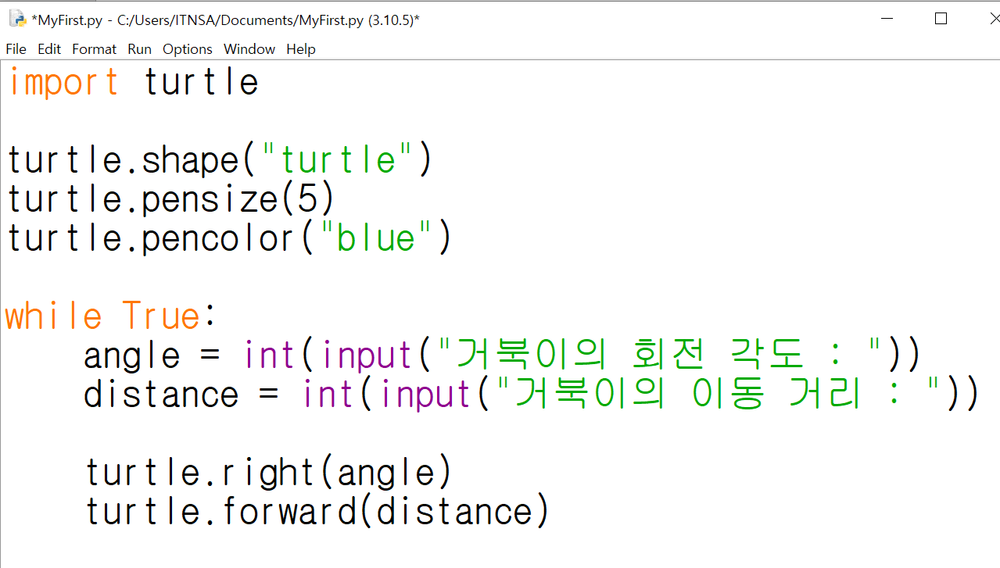 *MyFirst.py - C:/Users/ITNSA/Documents/MyFirst.py (3.10.5)*
File Edit Format Run Options Window Help
import turtle
turtle.shape("turtle")
turtle.pensize(5)
turtle.pencolor("blue")
while True:
    angle = int(input("거북이의 회전 각도 : "))
    distance = int(input("거북이의 이동 거리 : "))
    turtle.right(angle)
    turtle.forward(distance)